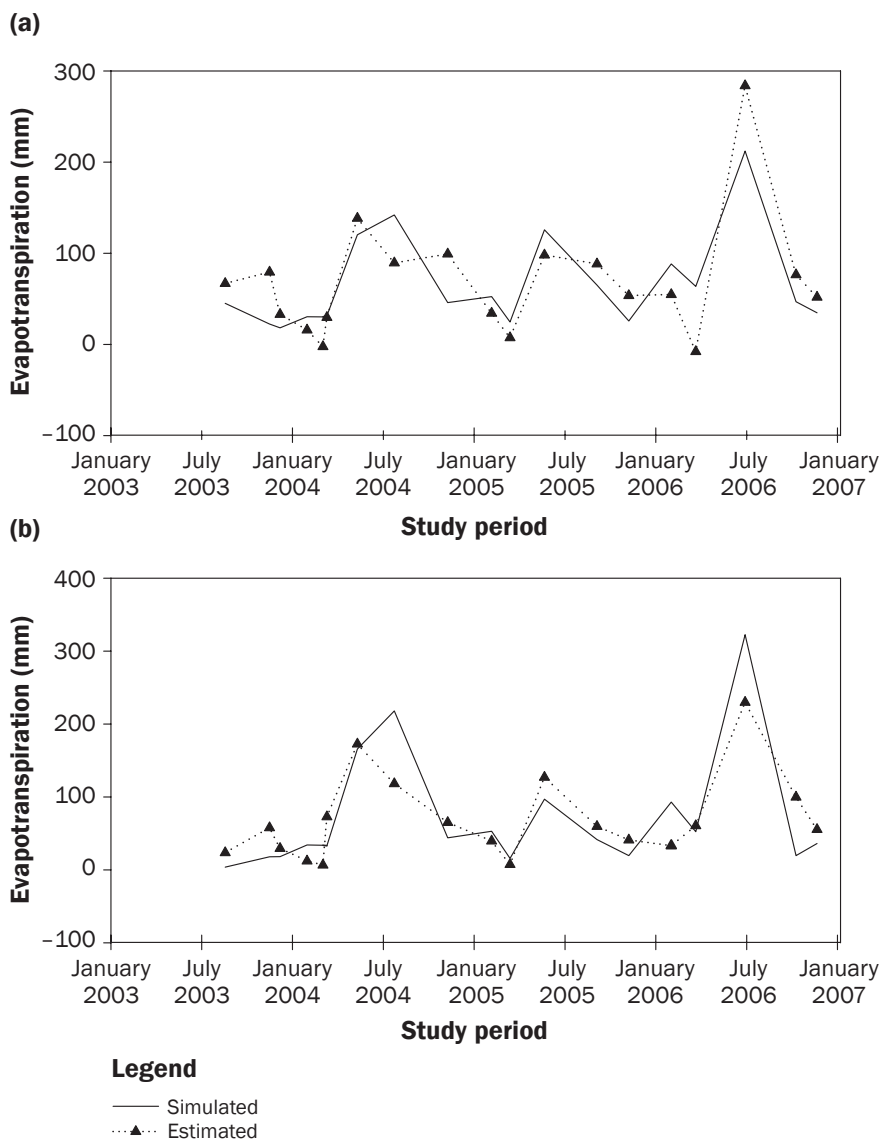 (a)
300
200
100
0
–100
Evapotranspiration (mm)
January July January July January July January July January
2003 2003 2004 2004 2005 2005 2006 2006 2007
Study period
(b)
400
300
200
100
0
–100
Evapotranspiration (mm)
January July January July January July January July January
2003 2003 2004 2004 2005 2005 2006 2006 2007
Study period
Legend
Simulated
Estimated